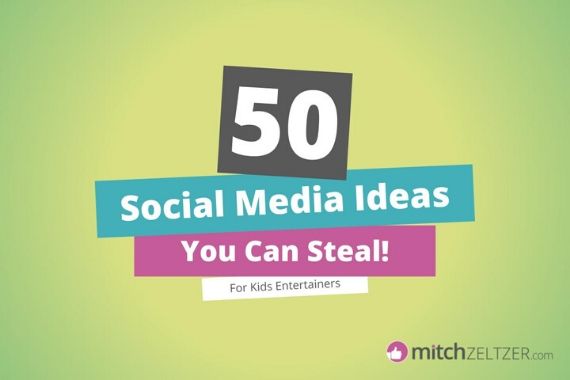 50
Social Media Ideas
You Can Steal!
For Kids Entertainers
mitchZELTZER.com